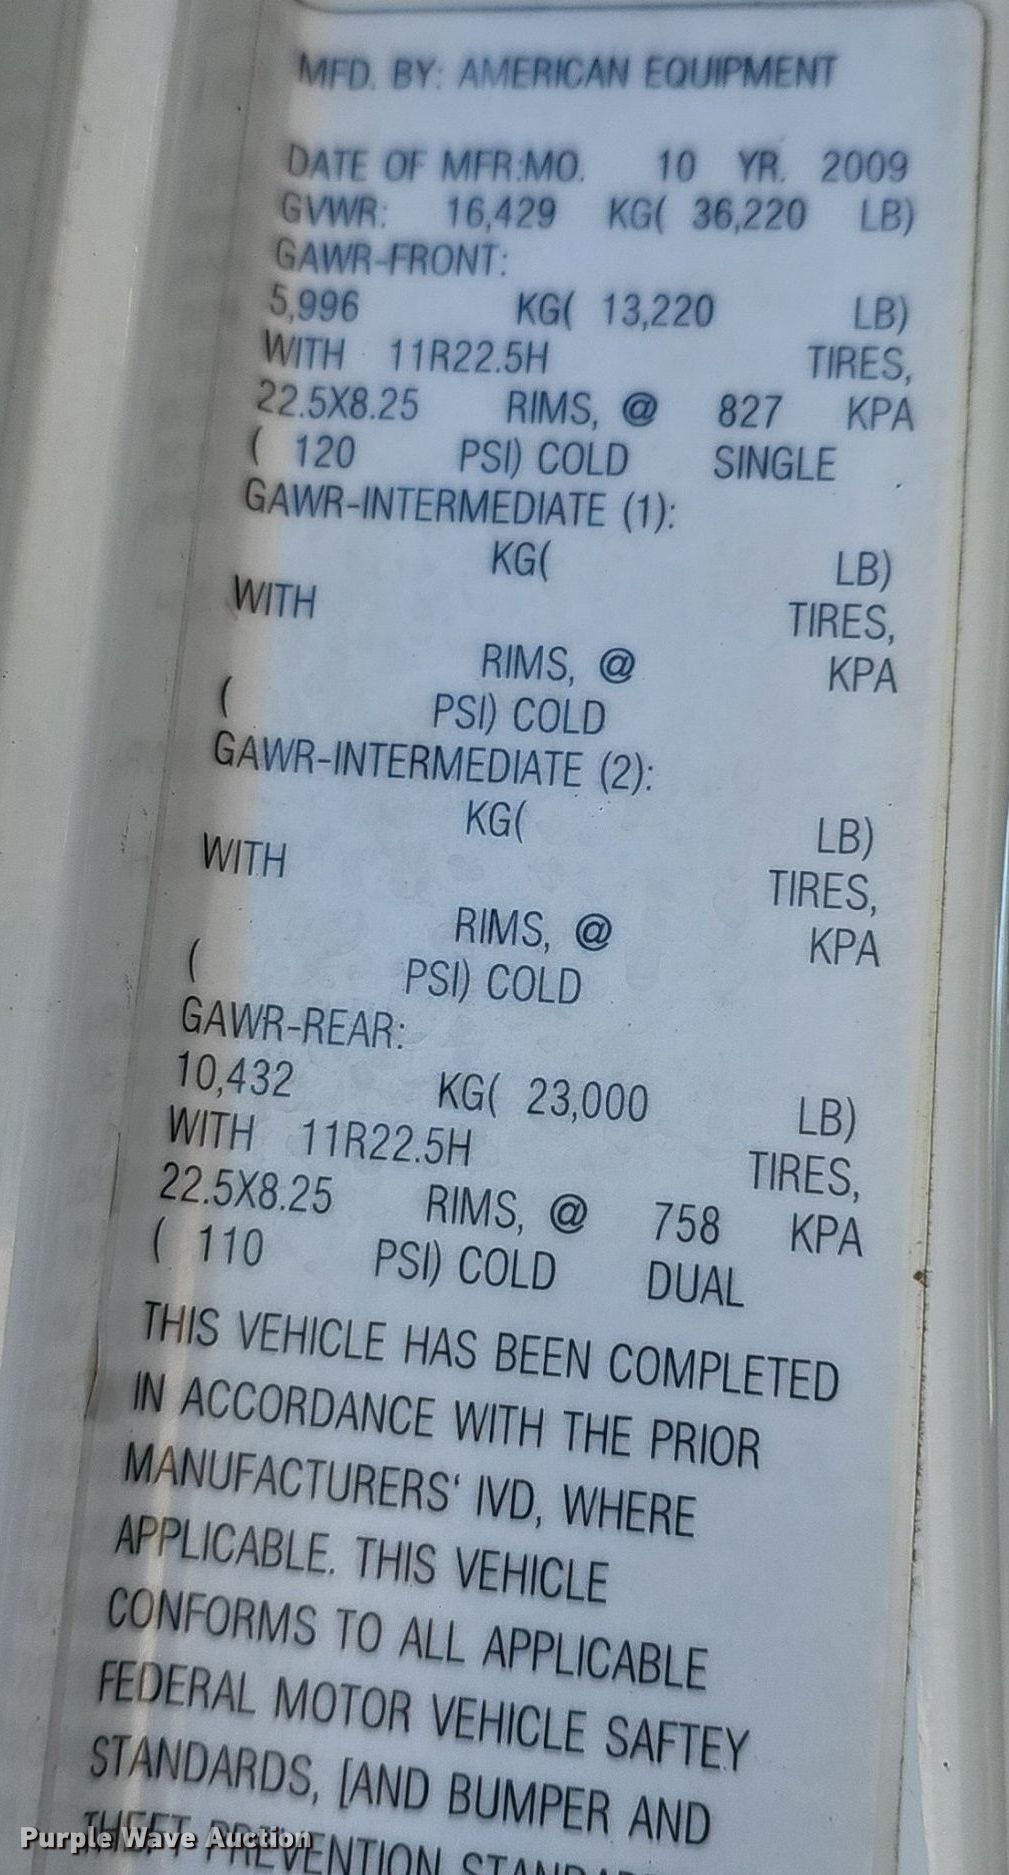 MFD. BY: AMERICAN EQUIPMENT
DATE OF MFR:MO. 10 YR. 2009
GVWR: 16,429 KG( 36,220 LB)
GAWR-FRONT:
5,996 KG( 13,220 LB)
WITH 11R22.5H TIRES,
22.5X8.25 RIMS, @ 827 KPA
( 120 PSI) COLD SINGLE
GAWR-INTERMEDIATE (1):
KG( LB)
WITH TIRES,
RIMS, @ KPA
( PSI) COLD
GAWR-INTERMEDIATE (2):
KG( LB)
WITH TIRES,
RIMS, @ KPA
( PSI) COLD
GAWR-REAR:
10,432 KG( 23,000 LB)
WITH 11R22.5H TIRES,
22.5X8.25 RIMS, @ 758 KPA
( 110 PSI) COLD DUAL
THIS VEHICLE HAS BEEN COMPLETED
IN ACCORDANCE WITH THE PRIOR
MANUFACTURERS' IVD, WHERE
APPLICABLE. THIS VEHICLE
CONFORMS TO ALL APPLICABLE
FEDERAL MOTOR VEHICLE SAFTEY
STANDARDS, [AND BUMPER AND
THEFT PREVENTION
Purple Wave Auction